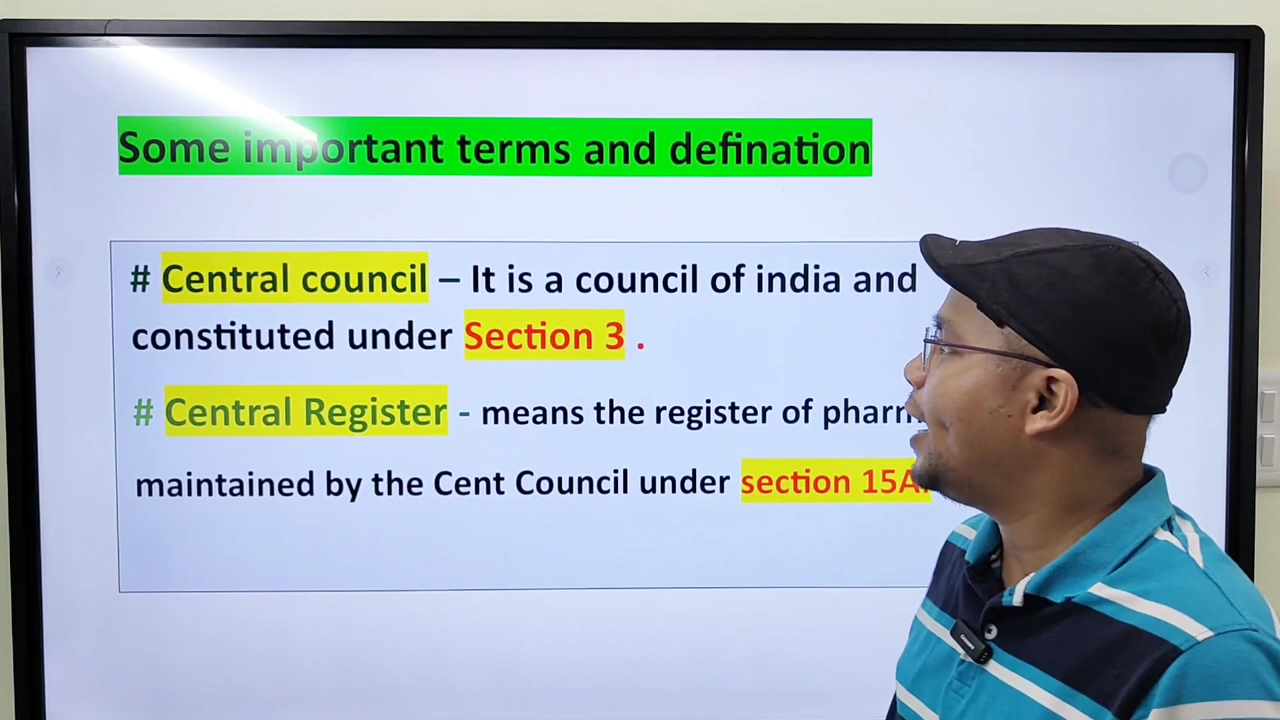 Some important terms and defination
# Central council – It is a council of india and
constituted under Section 3 .
# Central Register - means the register of
maintained by the Cent Council under section 15A.